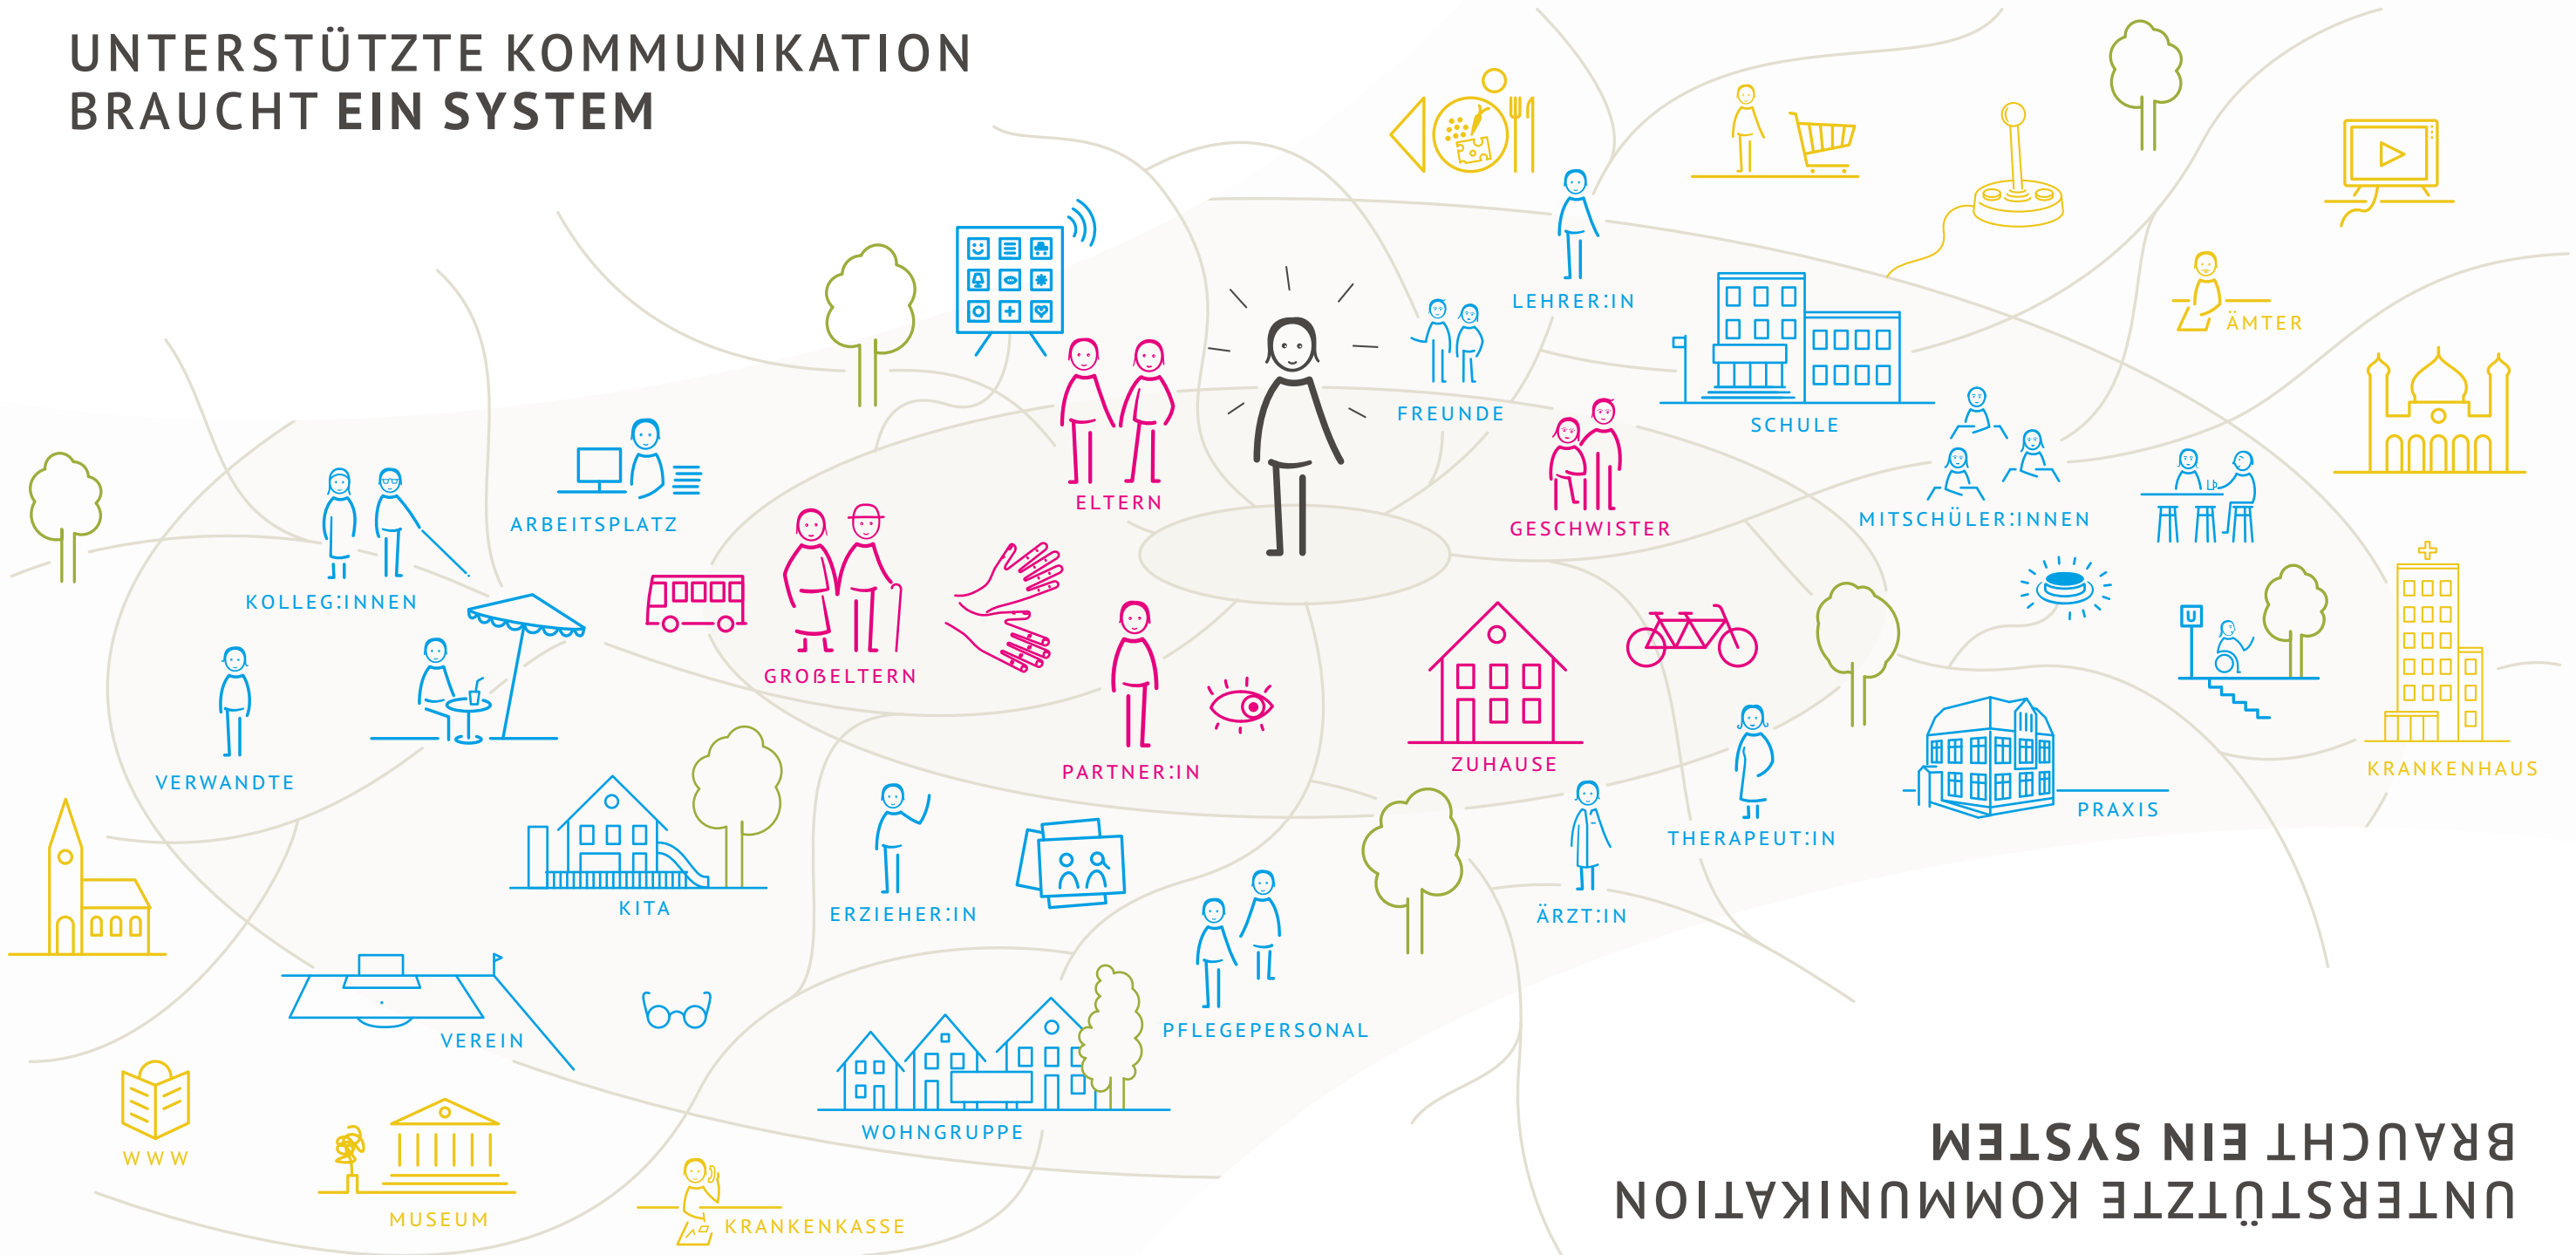 UNTERSTÜTZTE KOMMUNIKATION
BRAUCHT EIN SYSTEM
LEHRER:IN
ÄMTER
FREUNDE
SCHULE
ELTERN
ARBEITSPLATZ
GESCHWISTER
MITSCHÜLER:INNEN
KOLLEG:INNEN
U
GROßELTERN
PARTNER:IN
ZUHAUSE
KRANKENHAUS
VERWANDTE
PRAXIS
THERAPEUT:IN
KITA
ERZIEHER:IN
ÄRZT:IN
VEREIN
PFLEGEPERSONAL
WOHNGRUPPE
WWW
MUSEUM
KRANKENKASSE
UNTERSTÜTZTE KOMMUNIKATION
BRAUCHT EIN SYSTEM